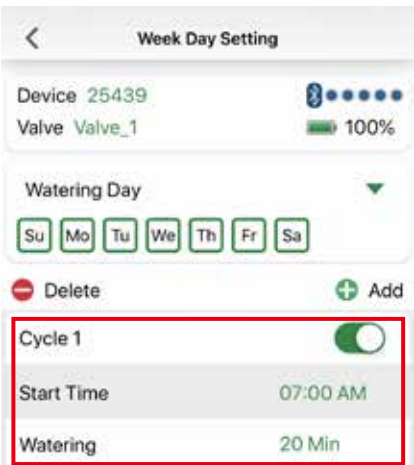 Week Day Setting
Device 25439
Valve Valve_1 100%
Watering Day
Su Mo Tu We Th Fr Sa
Delete Add
Cycle 1
Start Time 07:00 AM
Watering 20 Min